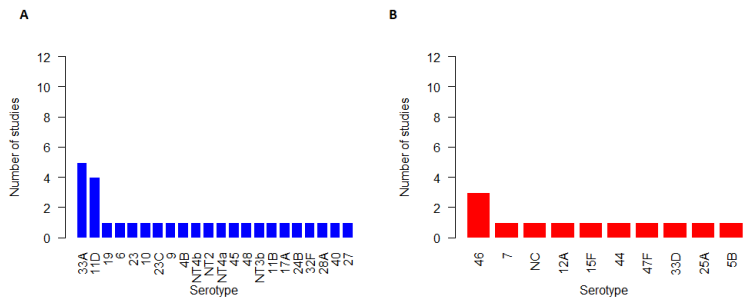 A
Number of studies
12
10
8
6
4
2
0
33A 11D 19 6 23 10 23C 9 4B NT4b NT2 NT4a 45 48 NT3b 11B 17A 24B 32F 28A 40 27
Serotype
B
Number of studies
12
10
8
6
4
2
0
46 7 NC 12A 15F 44 47F 33D 25A 5B
Serotype